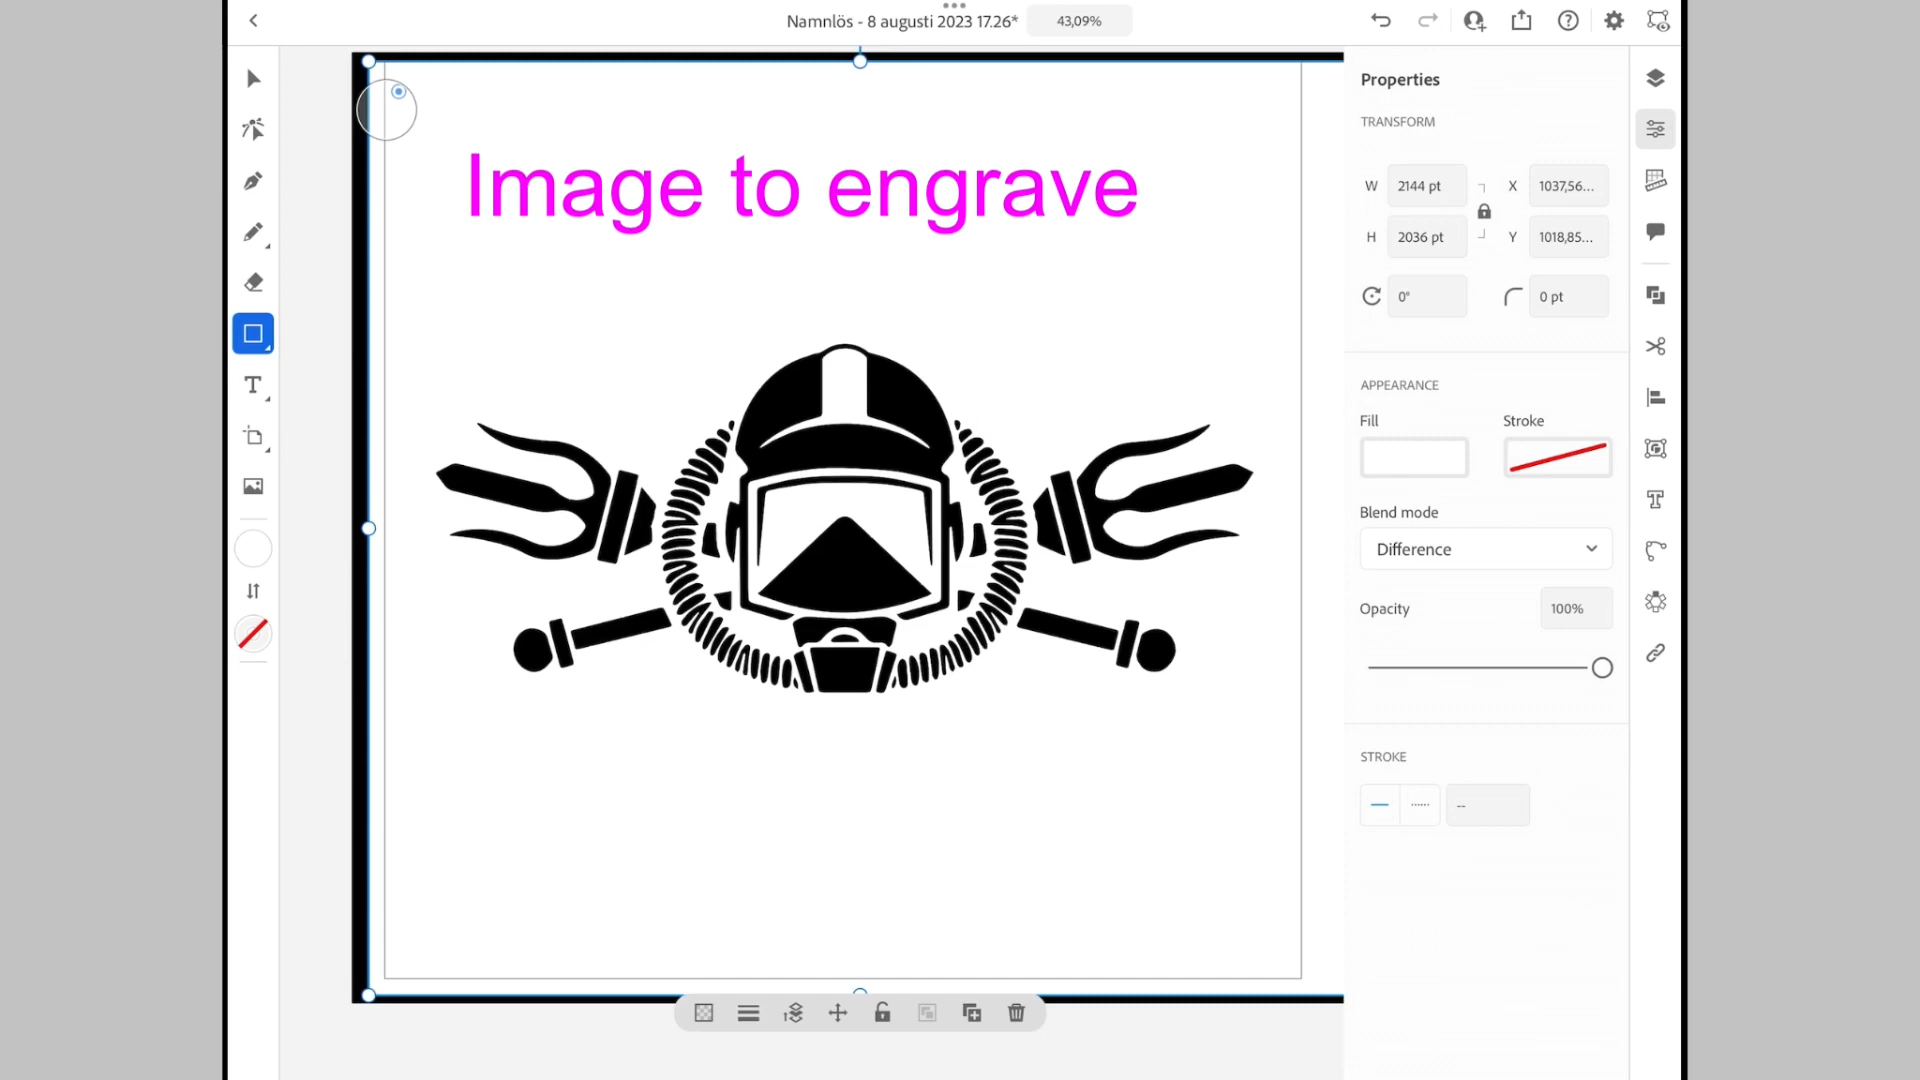 Namnlös - 8 augusti 2023 17.26*
43,09%
Image to engrave
Properties
TRANSFORM
W 2144 pt X 1037,56...
H 2036 pt Y 1018,85...
0° 0 pt
APPEARANCE
Fill Stroke
Blend mode
Difference
Opacity 100%
STROKE
--